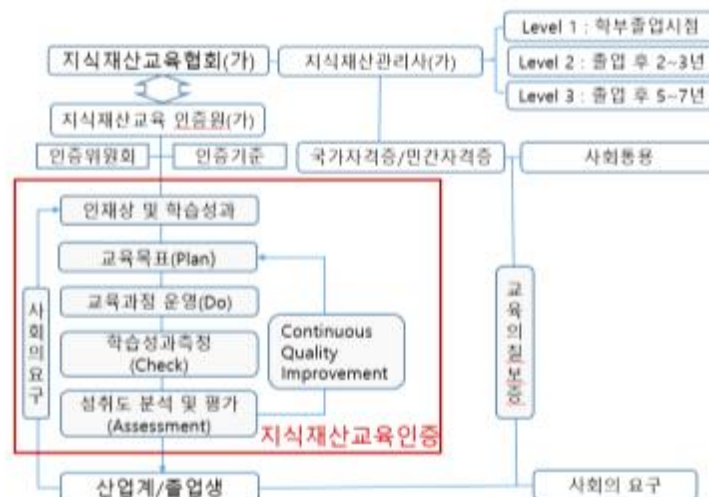 지식재산교육협회(가)
지식재산관리사(가)
Level 1 : 학부졸업시점
Level 2 : 졸업 후 2~3년
Level 3 : 졸업 후 5~7년
지식재산교육 인증원(가)
인증위원회
인증기준
국가자격증/민간자격증
사회통용
인재상 및 학습성과
교육목표(Plan)
교육과정 운영(Do)
학습성과측정
(Check)
성취도 분석 및 평가
(Assessment)
Continuous
Quality
Improvement
사회의 요구
교육의질보증
지식재산교육인증
산업계/졸업생
사회의 요구